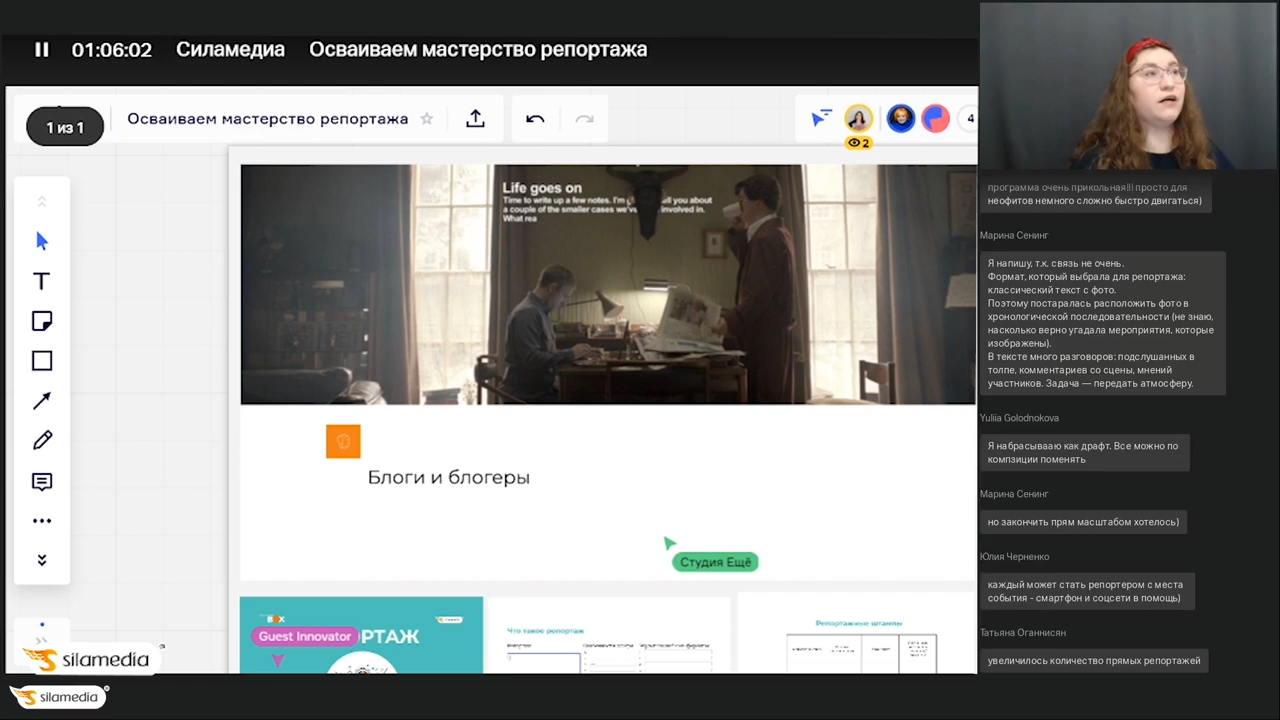 01:06:02 Силамедиа Осваиваем мастерство репортажа
1 из 1
Осваиваем мастерство репортажа
4
2
Life goes on
Time to write up a few notes. I'm ell you about
a couple of the smaller cases we've involved in.
What rea
Блоги и блогеры
Студия Ещё
Guest Innovator
РТАЖ
Что такое репортаж
Репортажные штампы
silamedia
silamedia
программа очень прикольная!!! просто для
неофитов немного сложно быстро двигаться)
Марина Сенинг
Я напишу, т.к. связь не очень.
Формат, который выбрала для репортажа:
классический текст с фото.
Поэтому постаралась расположить фото в
хронологической последовательности (не знаю,
насколько верно угадала мероприятия, которые
изображены).
В тексте много разговоров: подслушанных в
толпе, комментариев со сцены, мнений
участников. Задача — передать атмосферу.
Yuliia Golodnokova
Я набрасывааю как драфт. Все можно по
компзиции поменять
Марина Сенинг
но закончить прям масштабом хотелось)
Юлия Черненко
каждый может стать репортером с места
события - смартфон и соцсети в помощь)
Татьяна Оганнисян
увеличилось количество прямых репортажей